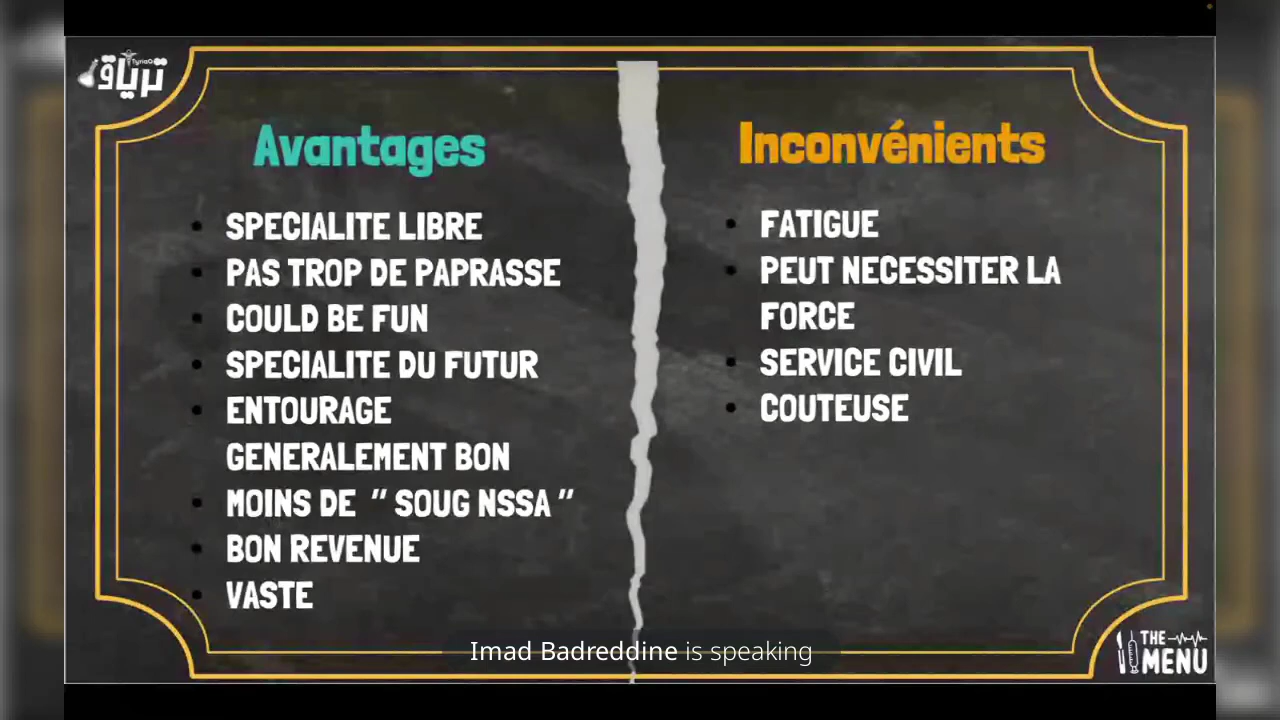 ترياق
TyriaQ
Avantages
SPECIALITE LIBRE
PAS TROP DE PAPRASSE
COULD BE FUN
SPECIALITE DU FUTUR
ENTOURAGE
GENERALEMENT BON
MOINS DE " SOUG NSSA "
BON REVENUE
VASTE
Inconvénients
FATIGUE
PEUT NECESSITER LA
FORCE
SERVICE CIVIL
COUTEUSE
Imad Badreddine is speaking
THE
MENU